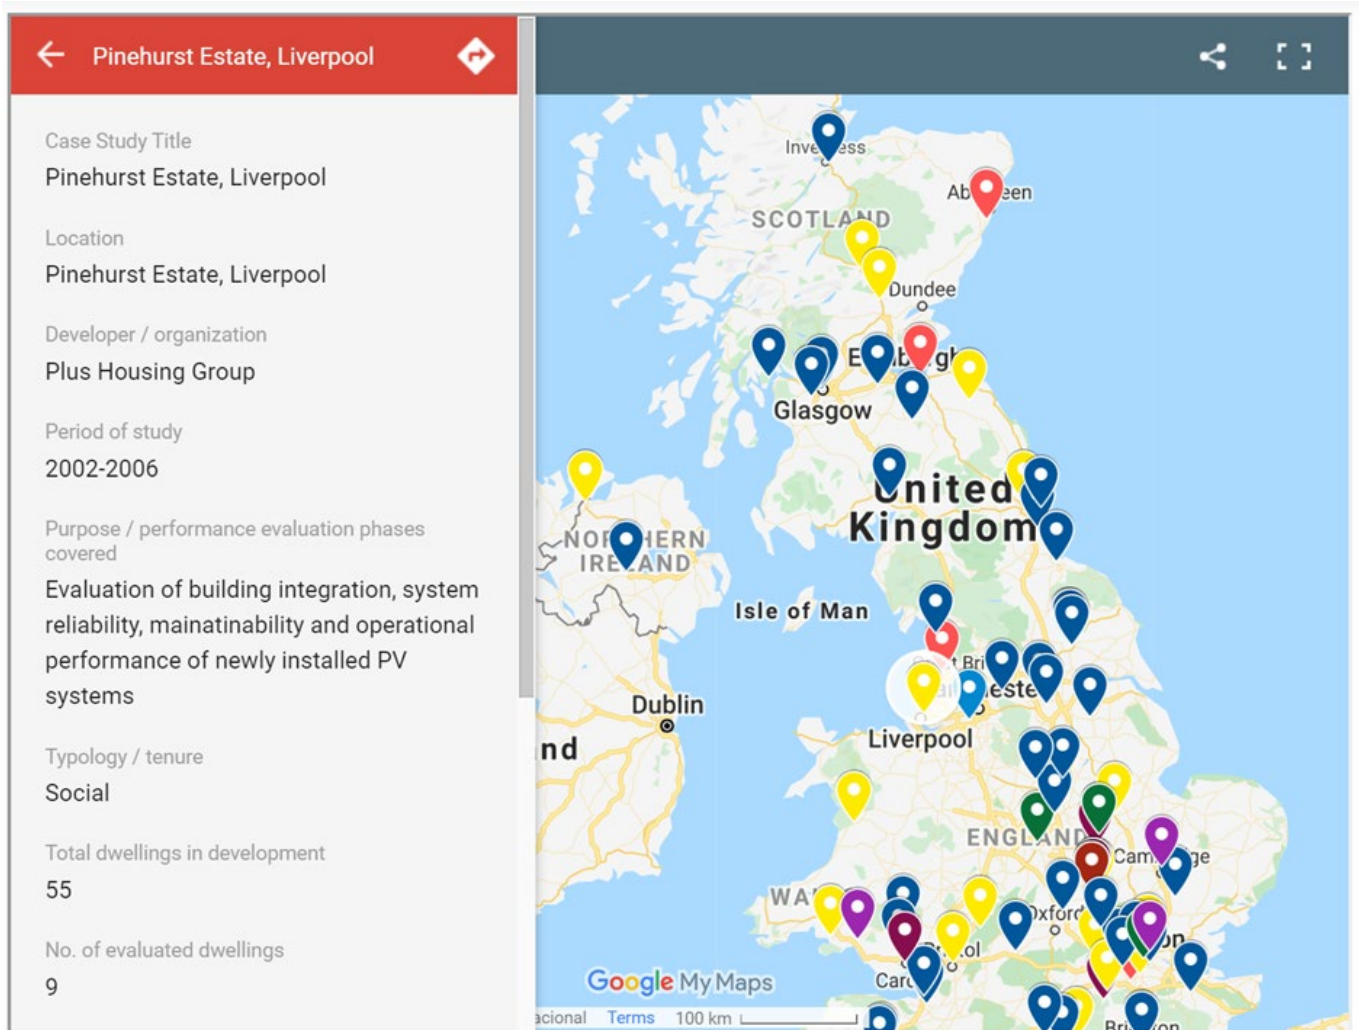 Pinehurst Estate, Liverpool
Case Study Title
Pinehurst Estate, Liverpool
Location
Pinehurst Estate, Liverpool
Developer / organization
Plus Housing Group
Period of study
2002-2006
Purpose / performance evaluation phases
covered
Evaluation of building integration, system
reliability, mainatinability and operational
performance of newly installed PV
systems
Typology / tenure
Social
Total dwellings in development
55
No. of evaluated dwellings
9
SCOTLAND
Dundee
Glasgow
United
Kingdom
IRELAND
Isle of Man
Dublin
Liverpool
ENGLAND
Google My Maps
Terms
100 km